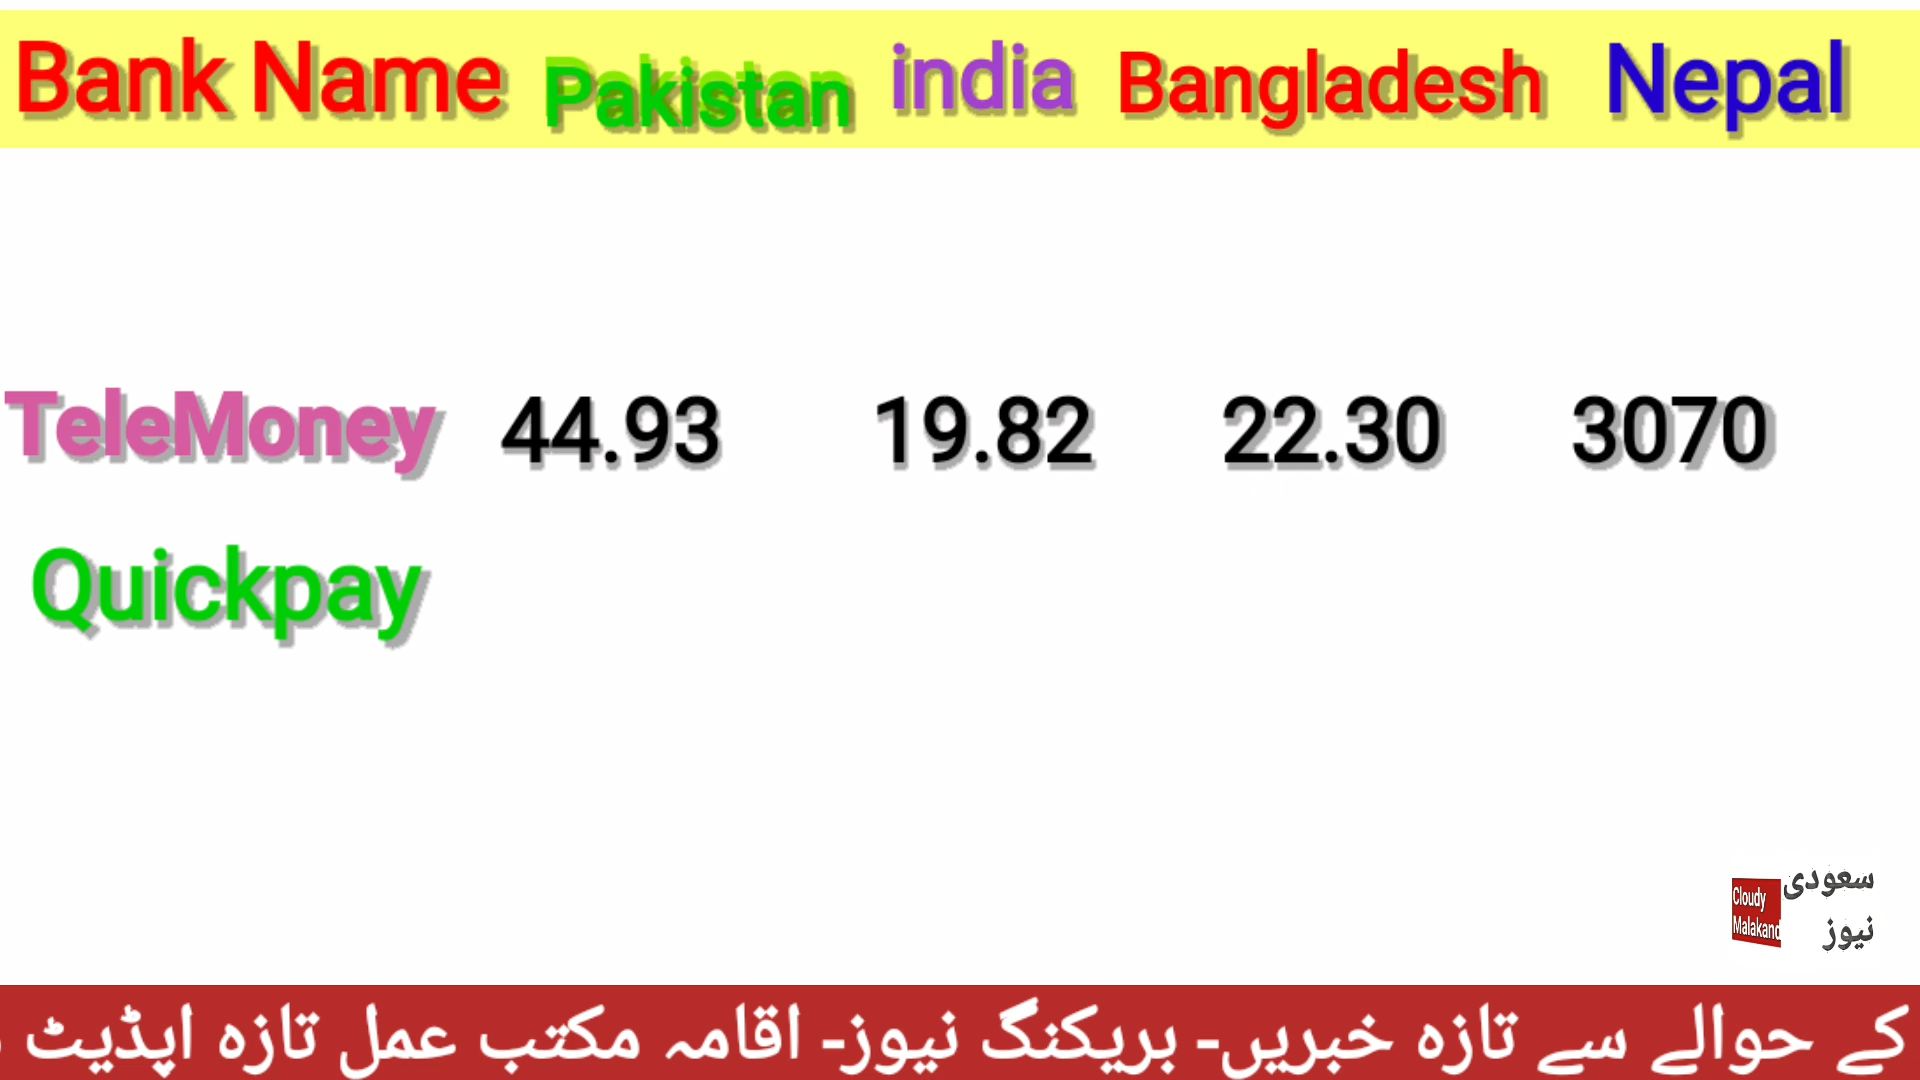 Bank Name Pakistan india Bangladesh Nepal
TeleMoney 44.93 19.82 22.30 3070
Quickpay
سعودی
نیوز
Cloudy
Malakand
کے حوالے سے تازہ خبریں- بریکنگ نیوز- اقامہ مکتب عمل تازہ اپڈیٹ